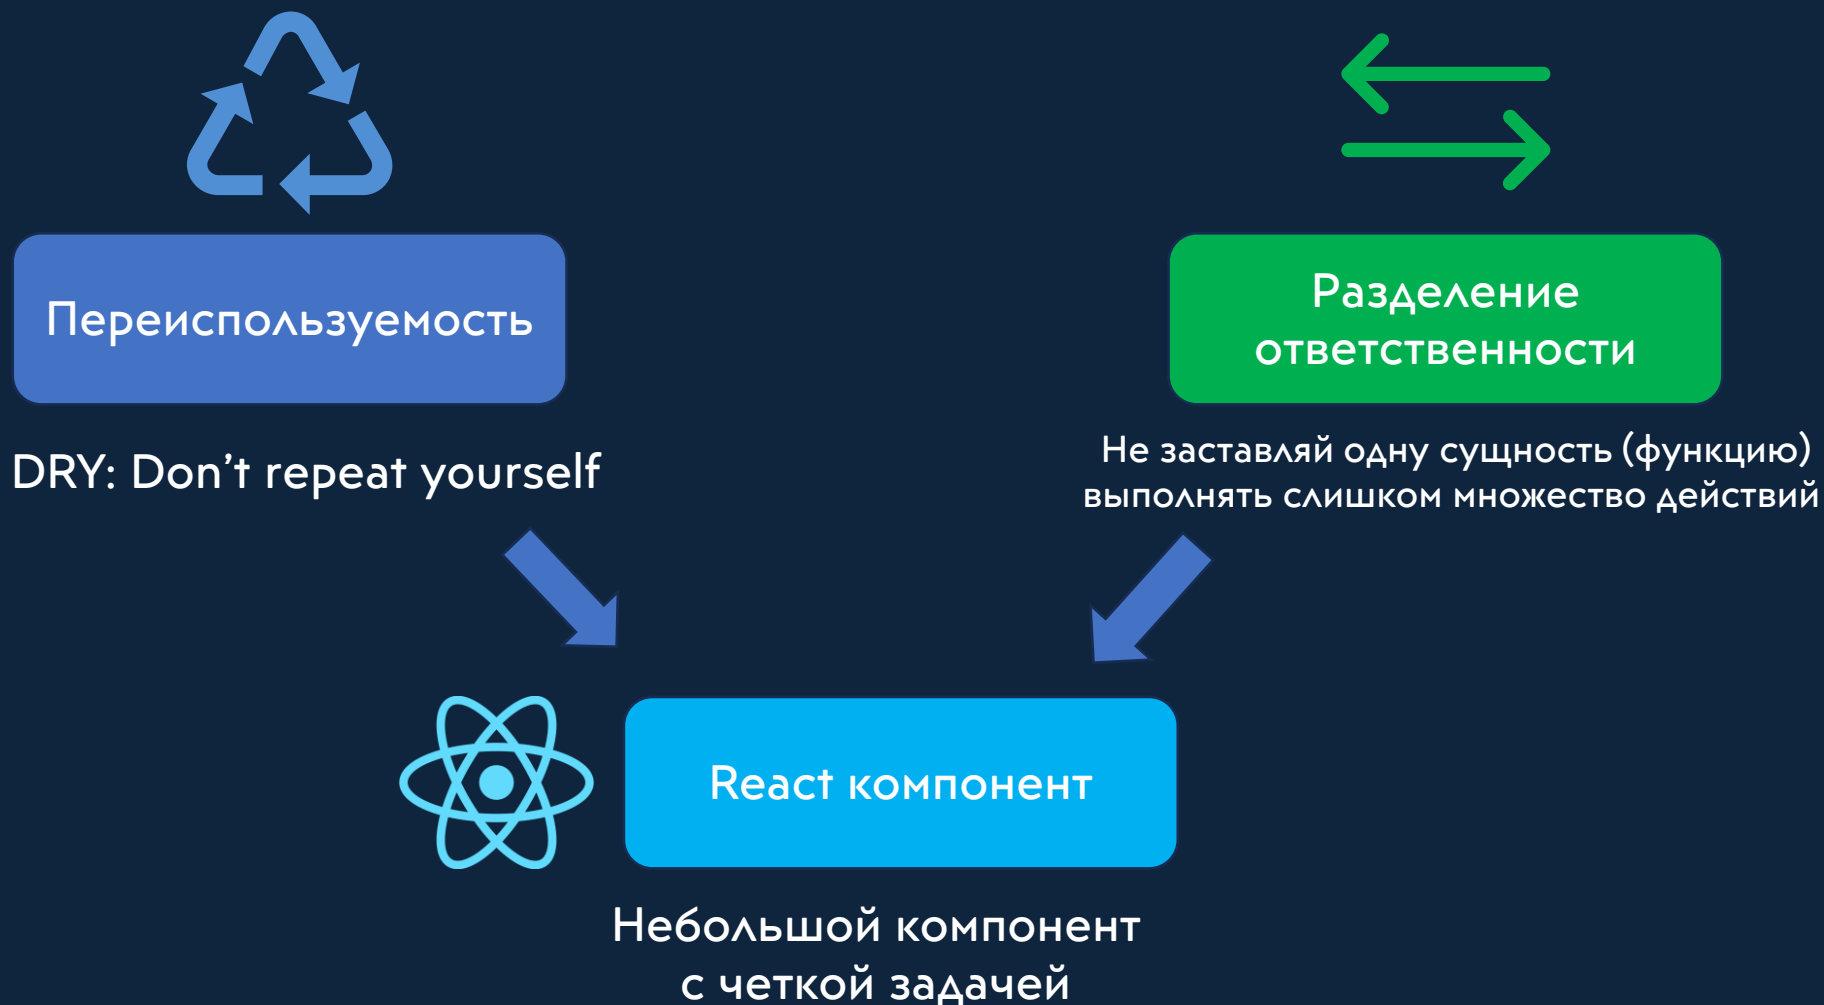 Переиспользуемость
DRY: Don’t repeat yourself
Разделение
ответственности
Не заставляй одну сущность (функцию)
выполнять слишком множество действий
React компонент
Небольшой компонент
с четкой задачей